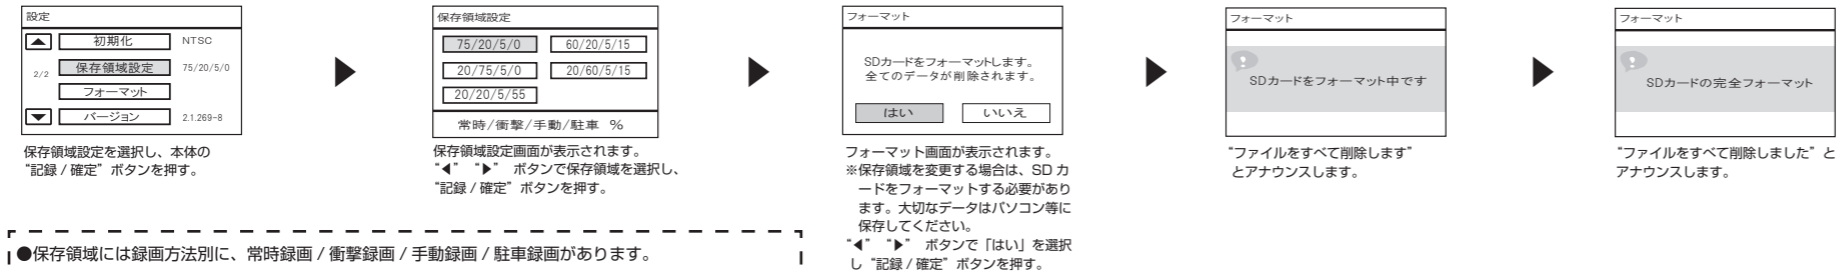 設定
初期化 NTSC
2/2 保存領域設定 75/20/5/0
フォーマット
バージョン 2.1.269-8
保存領域設定を選択し、本体の
“記録 / 確定”ボタンを押す。
保存領域設定
75/20/5/0 60/20/5/15
20/75/5/0 20/60/5/15
20/20/5/55
常時/衝撃/手動/駐車 %
保存領域設定画面が表示されます。
“◀” “▶” ボタンで保存領域を選択し、
“記録 / 確定”ボタンを押す。
フォーマット
SDカードをフォーマットします。
全てのデータが削除されます。
はい いいえ
フォーマット画面が表示されます。
※保存領域を変更する場合は、SD カ
ードをフォーマットする必要があり
ます。大切なデータはパソコン等に
保存してください。
“◀” “▶” ボタンで「はい」を選択
し“記録 / 確定”ボタンを押す。
フォーマット
SDカードをフォーマット中です
“ファイルをすべて削除します”
とアナウンスします。
フォーマット
SDカードの完全フォーマット
“ファイルをすべて削除しました”と
アナウンスします。
●保存領域には録画方法別に、常時録画 / 衝撃録画 / 手動録画 / 駐車録画があります。